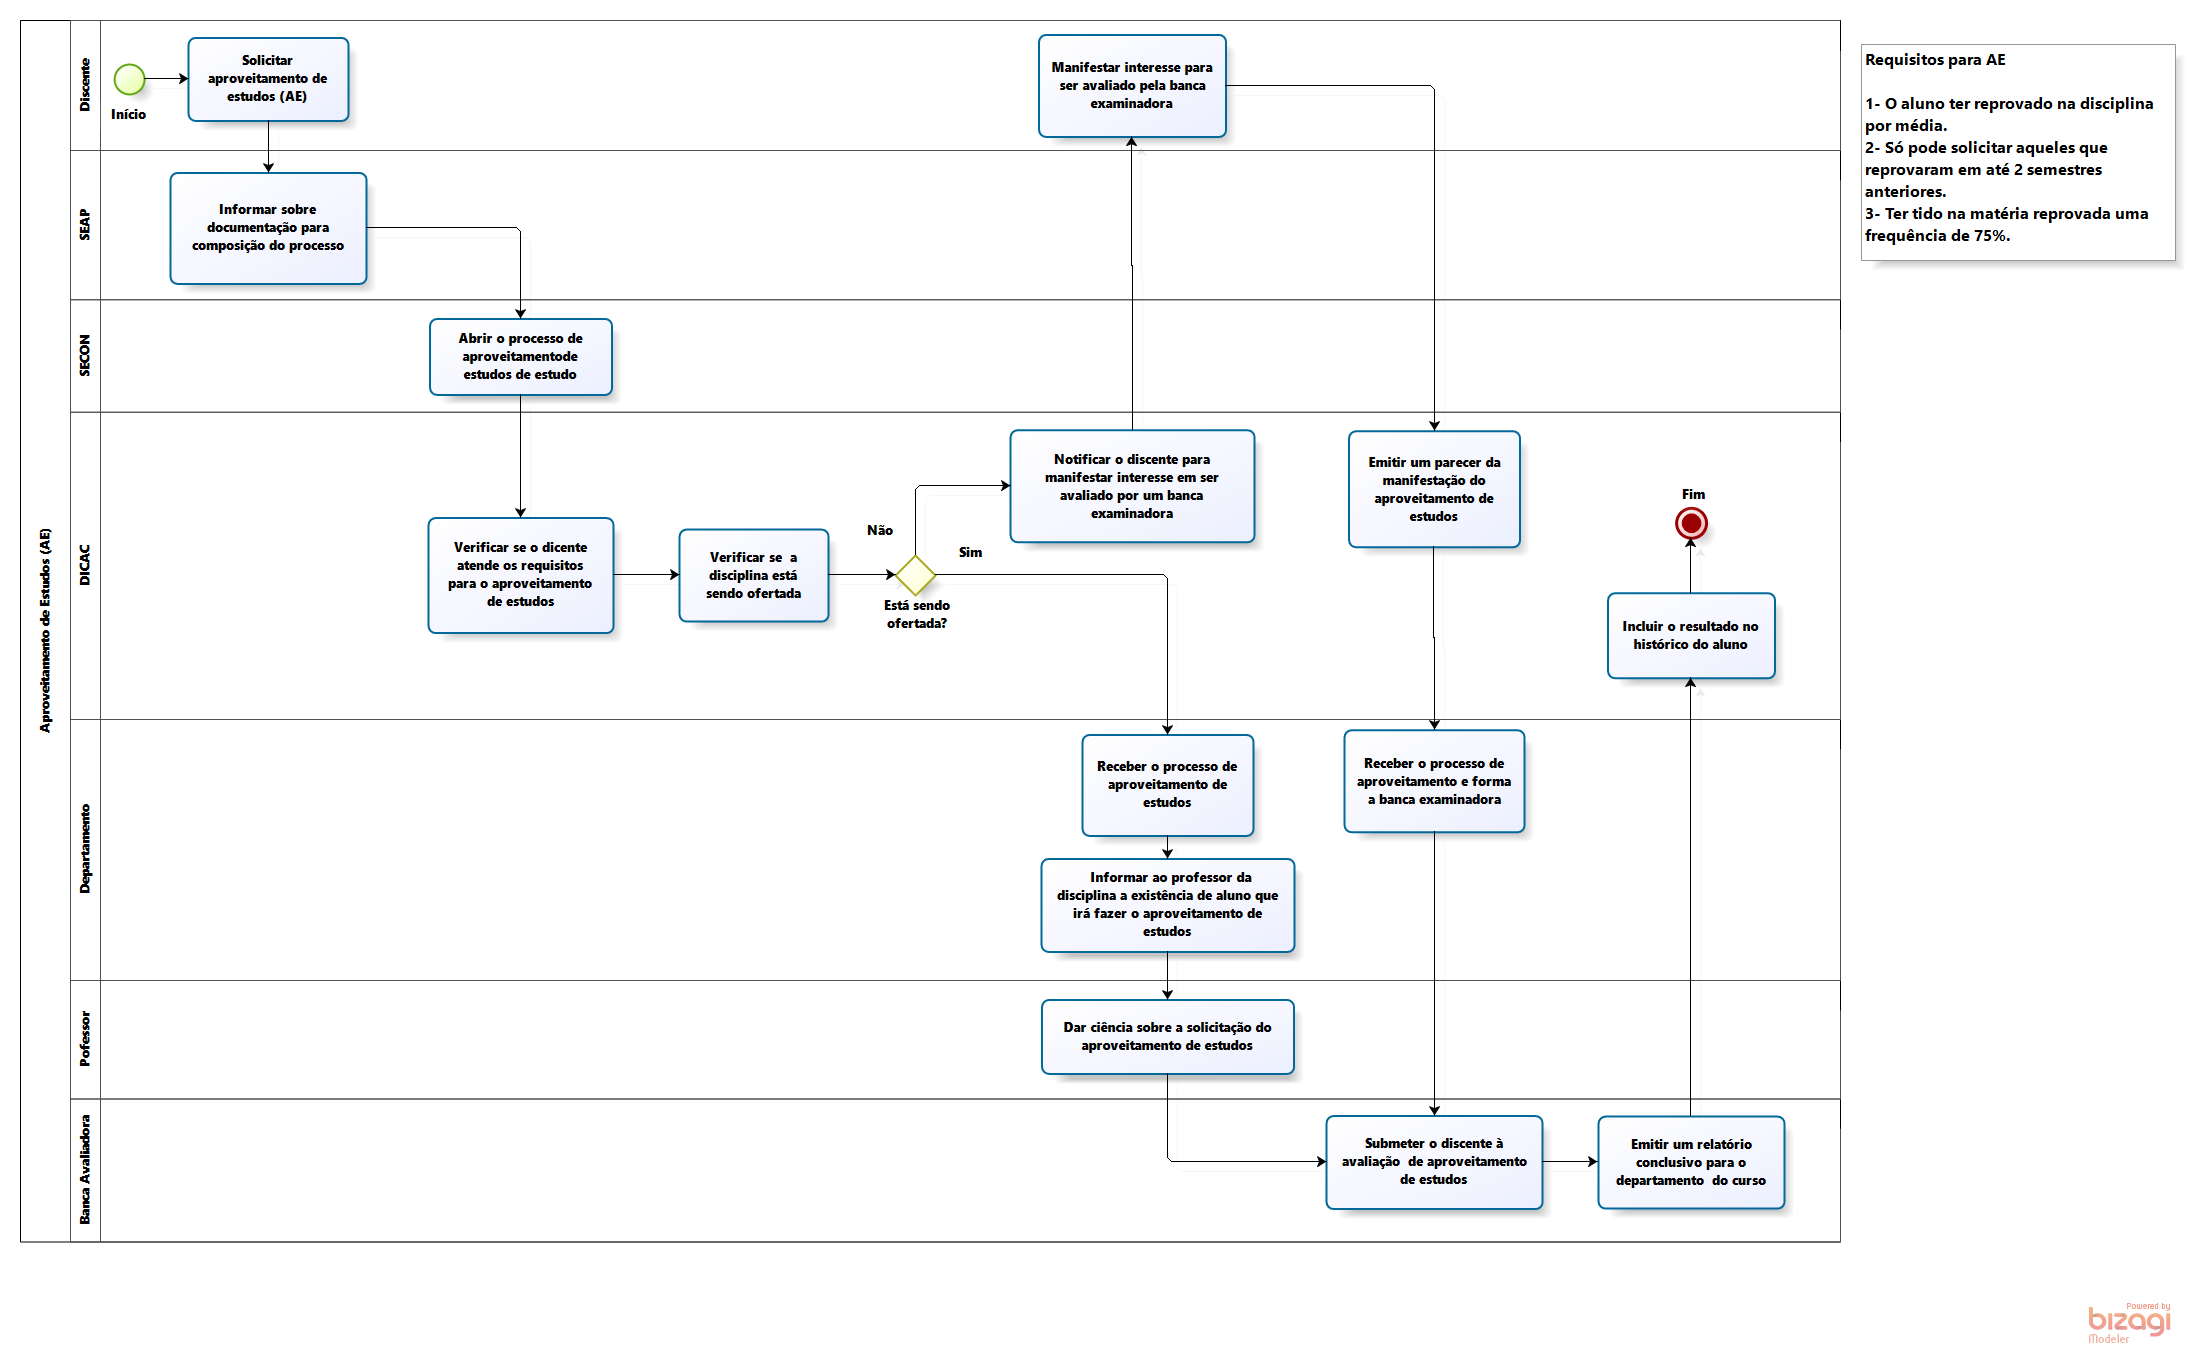 Aproveitamento de Estudos (AE)
Discente
Início
Solicitar
aproveitamento de
estudos (AE)
Manifestar interesse para
ser avaliado pela banca
examinadora
SEAP
Informar sobre
documentação para
composição do processo
SECON
Abrir o processo de
aproveitamentode
estudos de estudo
DICAC
Verificar se o dicente
atende os requisitos
para o aproveitamento
de estudos
Verificar se  a
disciplina está
sendo ofertada
Não
Sim
Está sendo
ofertada?
Notificar o discente para
manifestar interesse em ser
avaliado por um banca
examinadora
Emitir um parecer da
manifestação do
aproveitamento de
estudos
Fim
Incluir o resultado no
histórico do aluno
Departamento
Receber o processo de
aproveitamento de
estudos
Informar ao professor da
disciplina a existência de aluno que
irá fazer o aproveitamento de
estudos
Receber o processo de
aproveitamento e forma
a banca examinadora
Pofessor
Dar ciência sobre a solicitação do
aproveitamento de estudos
Banca Avaliadora
Submeter o discente à
avaliação  de aproveitamento
de estudos
Emitir um relatório
conclusivo para o
departamento  do curso
Requisitos para AE
1- O aluno ter reprovado na disciplina
por média.
2- Só pode solicitar aqueles que
reprovaram em até 2 semestres
anteriores.
3- Ter tido na matéria reprovada uma
frequência de 75%.
Powered by
bizagi
Modeler